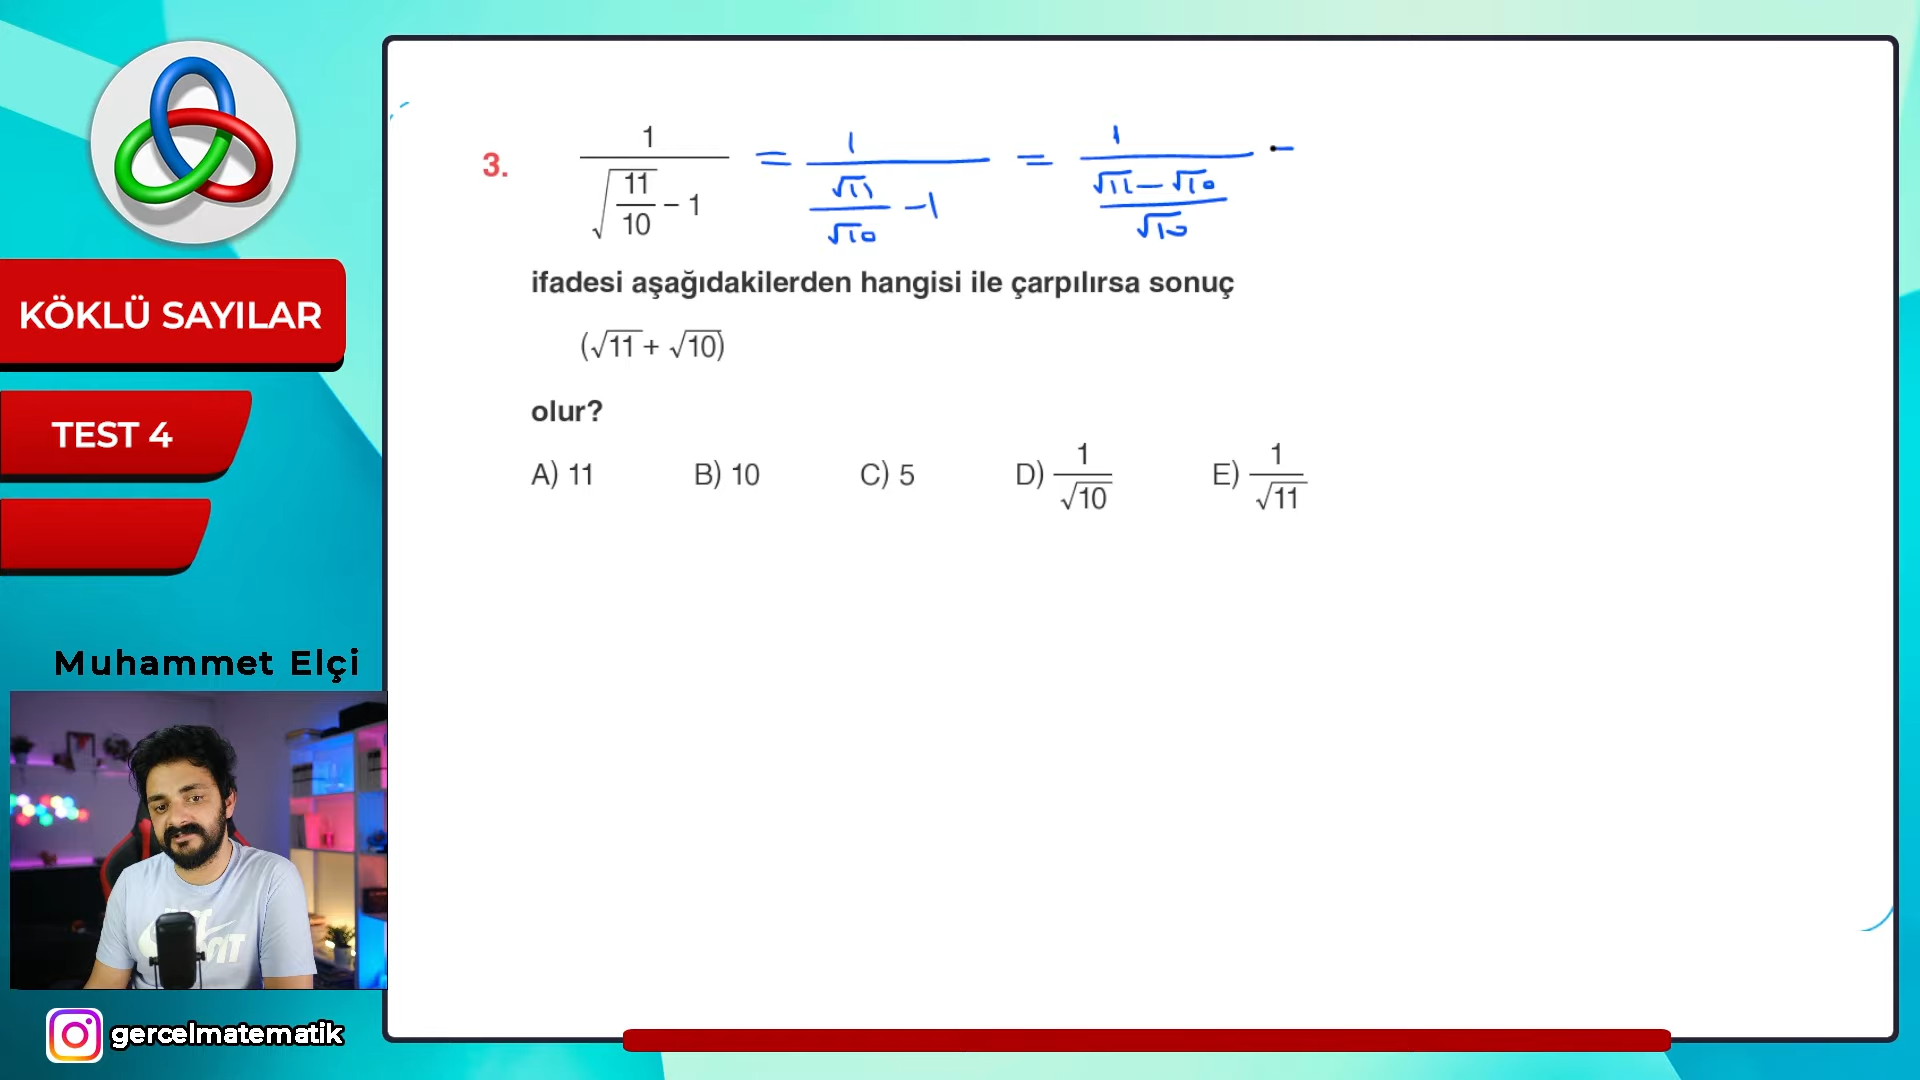 KÖKLÜ SAYILAR
TEST 4
Muhammet Elçi
gercelmatematik
3. 1/(√(11/10) − 1) = 1/(√11/√10 − 1) = 1/((√11 − √10)/√10) =
ifadesi aşağıdakilerden hangisi ile çarpılırsa sonuç
(√11 + √10)
olur?
A) 11 B) 10 C) 5 D) 1/√10 E) 1/√11